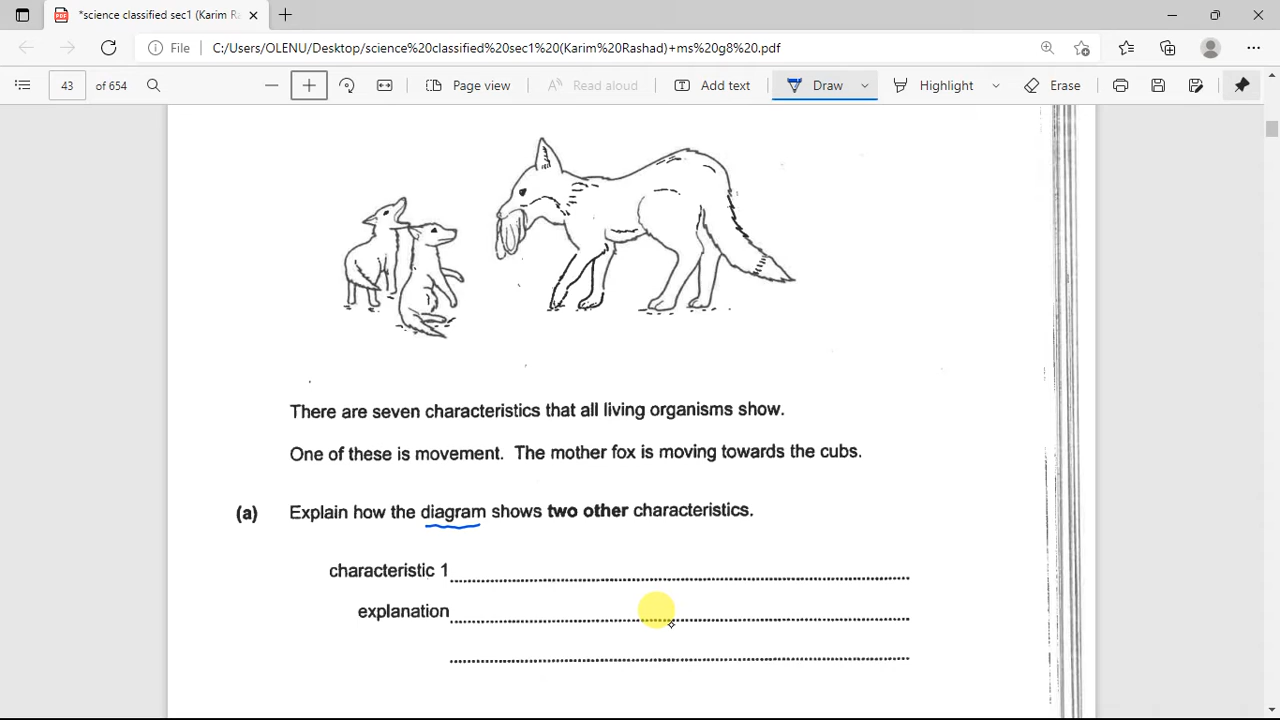 *science classified sec1 (Karim Ra
File
C:/Users/OLENU/Desktop/science%20classified%20sec1%20(Karim%20Rashad)+ms%20g8%20.pdf
43 of 654
Page view
Read aloud
Add text
Draw
Highlight
Erase
There are seven characteristics that all living organisms show.
One of these is movement. The mother fox is moving towards the cubs.
(a) Explain how the diagram shows two other characteristics.
characteristic 1
explanation